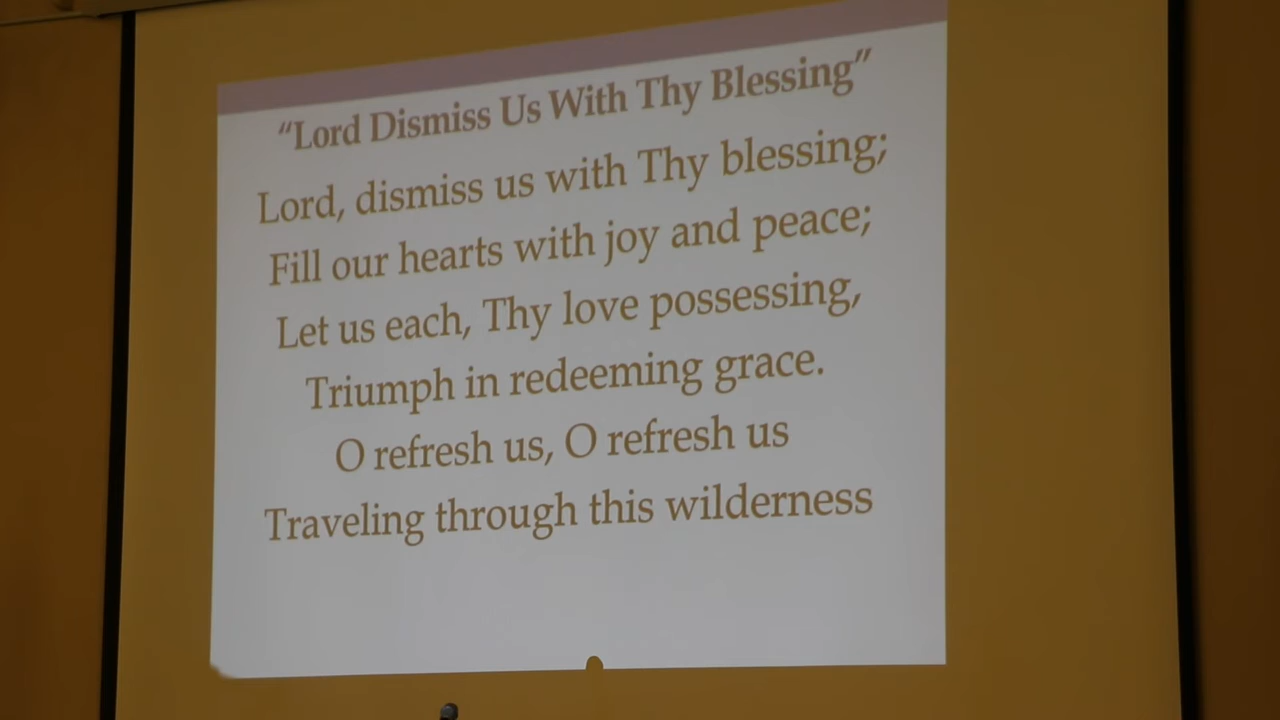 “Lord Dismiss Us With Thy Blessing”
Lord, dismiss us with Thy blessing;
Fill our hearts with joy and peace;
Let us each, Thy love possessing,
Triumph in redeeming grace.
O refresh us, O refresh us
Traveling through this wilderness